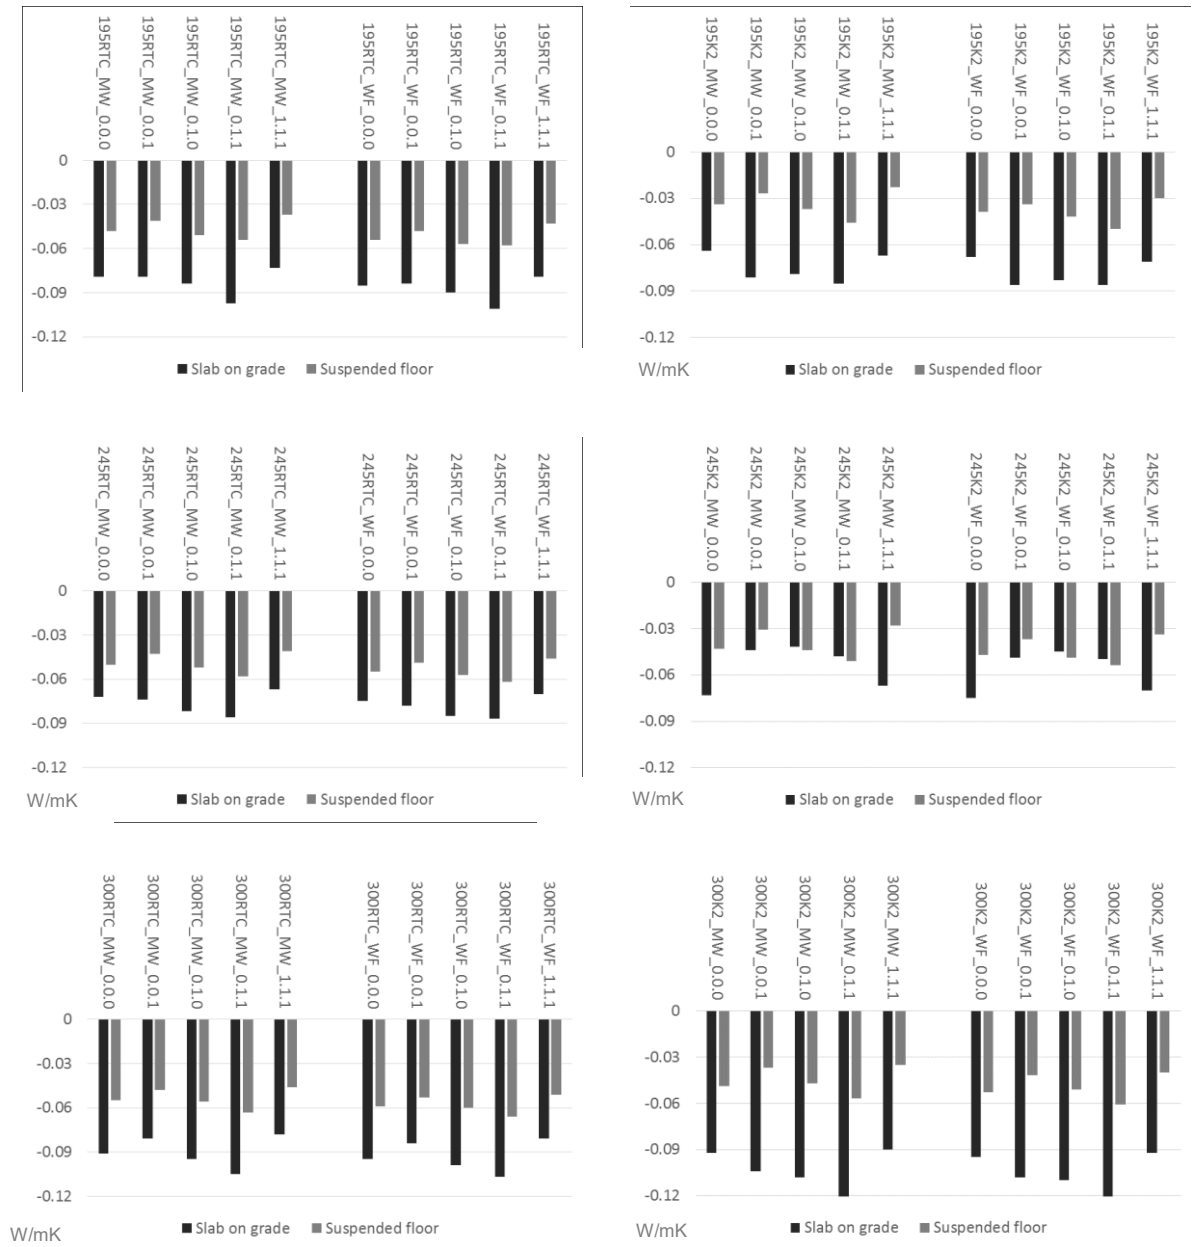 195RTC_MW_0.0.0
195RTC_MW_0.0.1
195RTC_MW_0.1.0
195RTC_MW_0.1.1
195RTC_MW_1.1.1
195RTC_WF_0.0.0
195RTC_WF_0.0.1
195RTC_WF_0.1.0
195RTC_WF_0.1.1
195RTC_WF_1.1.1
0
-0.03
-0.06
-0.09
-0.12
Slab on grade Suspended floor
195K2_MW_0.0.0
195K2_MW_0.0.1
195K2_MW_0.1.0
195K2_MW_0.1.1
195K2_MW_1.1.1
195K2_WF_0.0.0
195K2_WF_0.0.1
195K2_WF_0.1.0
195K2_WF_0.1.1
195K2_WF_1.1.1
0
-0.03
-0.06
-0.09
-0.12
W/mK Slab on grade Suspended floor
245RTC_MW_0.0.0
245RTC_MW_0.0.1
245RTC_MW_0.1.0
245RTC_MW_0.1.1
245RTC_MW_1.1.1
245RTC_WF_0.0.0
245RTC_WF_0.0.1
245RTC_WF_0.1.0
245RTC_WF_0.1.1
245RTC_WF_1.1.1
0
-0.03
-0.06
-0.09
-0.12
W/mK Slab on grade Suspended floor
245K2_MW_0.0.0
245K2_MW_0.0.1
245K2_MW_0.1.0
245K2_MW_0.1.1
245K2_MW_1.1.1
245K2_WF_0.0.0
245K2_WF_0.0.1
245K2_WF_0.1.0
245K2_WF_0.1.1
245K2_WF_1.1.1
0
-0.03
-0.06
-0.09
-0.12
W/mK Slab on grade Suspended floor
300RTC_MW_0.0.0
300RTC_MW_0.0.1
300RTC_MW_0.1.0
300RTC_MW_0.1.1
300RTC_MW_1.1.1
300RTC_WF_0.0.0
300RTC_WF_0.0.1
300RTC_WF_0.1.0
300RTC_WF_0.1.1
300RTC_WF_1.1.1
0
-0.03
-0.06
-0.09
-0.12
W/mK Slab on grade Suspended floor
300K2_MW_0.0.0
300K2_MW_0.0.1
300K2_MW_0.1.0
300K2_MW_0.1.1
300K2_MW_1.1.1
300K2_WF_0.0.0
300K2_WF_0.0.1
300K2_WF_0.1.0
300K2_WF_0.1.1
300K2_WF_1.1.1
0
-0.03
-0.06
-0.09
-0.12
W/mK Slab on grade Suspended floor